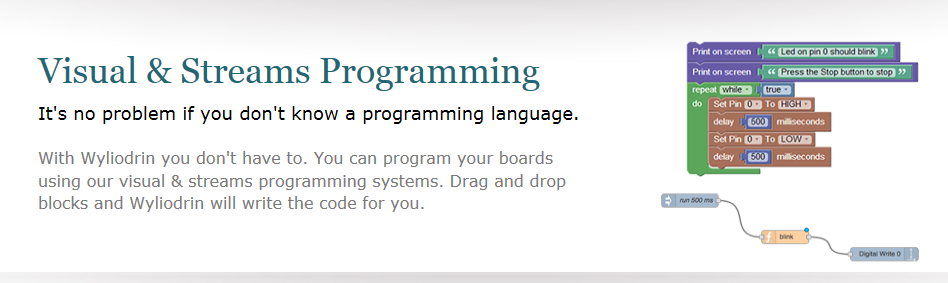 Visual & Streams Programming
It's no problem if you don't know a programming language.
With Wyliodrin you don't have to. You can program your boards
using our visual & streams programming systems. Drag and drop
blocks and Wyliodrin will write the code for you.
Print on screen “ Led on pin 0 should blink ”
Print on screen “ Press the Stop button to stop ”
repeat while true
do Set Pin 0 To HIGH
delay 500 milliseconds
Set Pin 0 To LOW
delay 500 milliseconds
run 500 ms
f blink
Digital Write 0